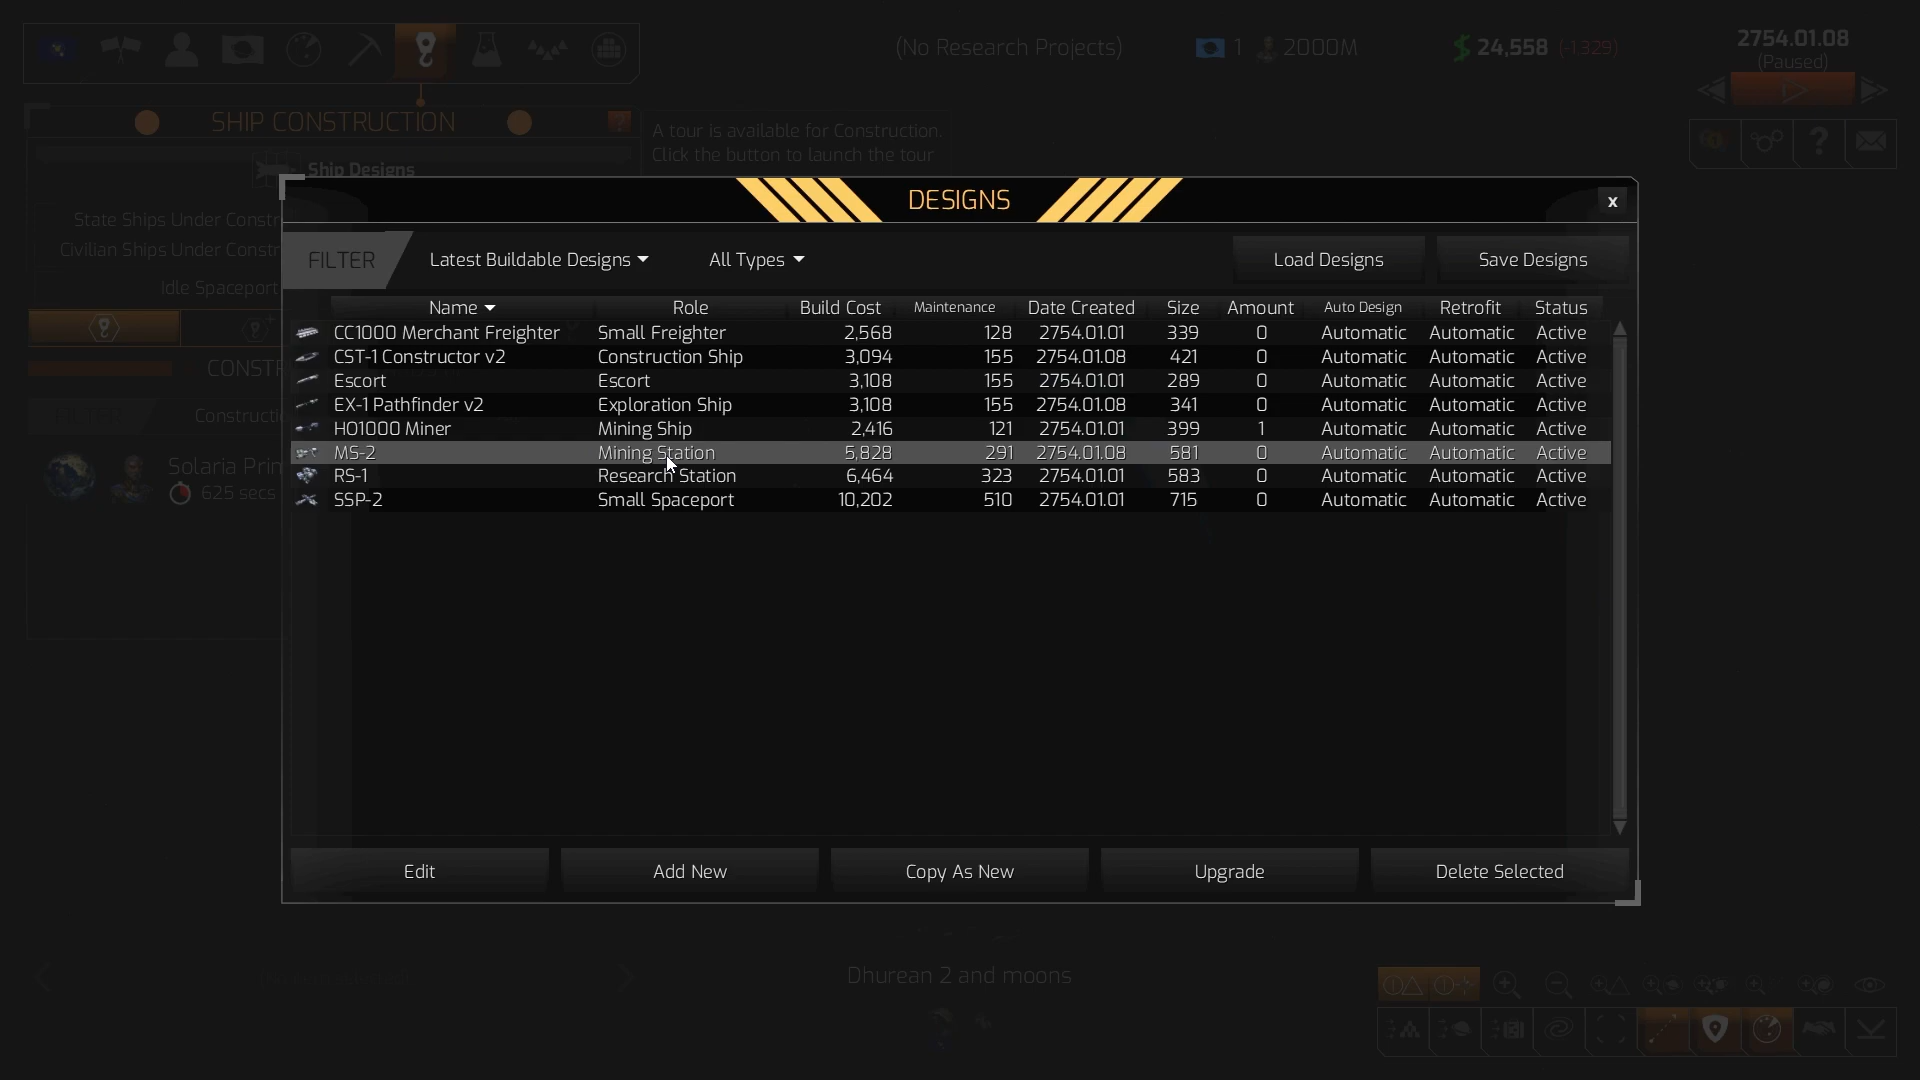 (No Research Projects)
1
2000M
24,558 (-1,329)
2754.01.08
(Paused)
SHIP CONSTRUCTION
?
A tour is available for Construction.
Click the button to launch the tour
Ship Designs
State Ships Under Constr
Civilian Ships Under Constr
Idle Spaceport
CONSTR
FILTER
Constructio
Solaria Prim
625 secs
DESIGNS
x
FILTER
Latest Buildable Designs
All Types
Load Designs
Save Designs
Name Role Build Cost Maintenance Date Created Size Amount Auto Design Retrofit Status
CC1000 Merchant Freighter Small Freighter 2,568 128 2754.01.01 339 0 Automatic Automatic Active
CST-1 Constructor v2 Construction Ship 3,094 155 2754.01.08 421 0 Automatic Automatic Active
Escort Escort 3,108 155 2754.01.01 289 0 Automatic Automatic Active
EX-1 Pathfinder v2 Exploration Ship 3,108 155 2754.01.08 341 0 Automatic Automatic Active
HO1000 Miner Mining Ship 2,416 121 2754.01.01 399 1 Automatic Automatic Active
MS-2 Mining Station 5,828 291 2754.01.08 581 0 Automatic Automatic Active
RS-1 Research Station 6,464 323 2754.01.01 583 0 Automatic Automatic Active
SSP-2 Small Spaceport 10,202 510 2754.01.01 715 0 Automatic Automatic Active
Edit
Add New
Copy As New
Upgrade
Delete Selected
Dhurean 2 and moons